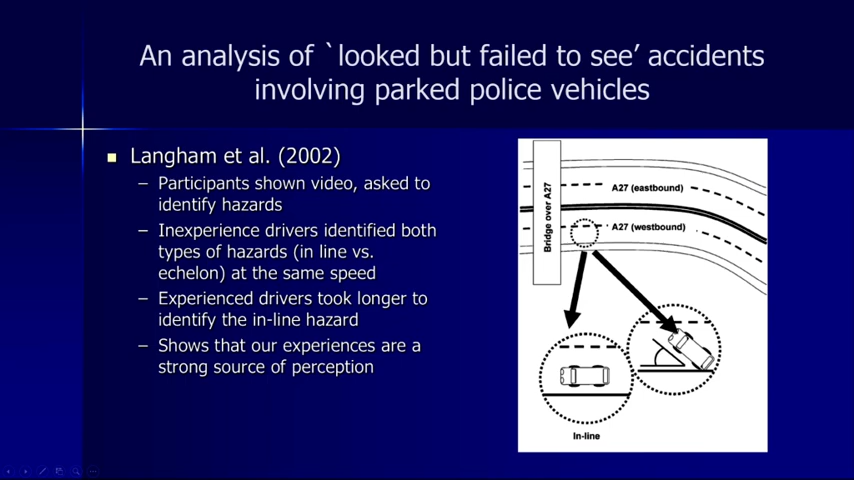 An analysis of `looked but failed to see’ accidents
involving parked police vehicles
Langham et al. (2002)
– Participants shown video, asked to
identify hazards
– Inexperience drivers identified both
types of hazards (in line vs.
echelon) at the same speed
– Experienced drivers took longer to
identify the in-line hazard
– Shows that our experiences are a
strong source of perception
Bridge over A27
A27 (eastbound)
A27 (westbound)
In-line